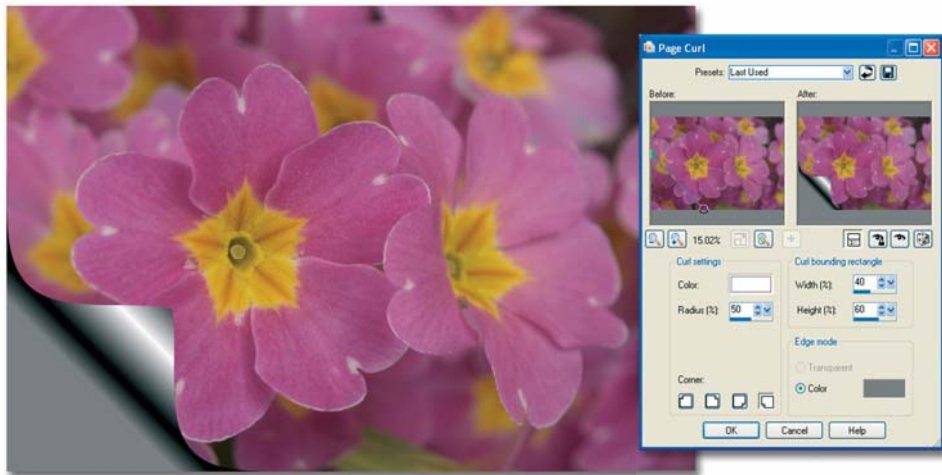 Page Curl
Presets: Last Used
Before: After:
15.02%
Curl settings
Color:
Radius (%): 50
Corner:
Curl bounding rectangle
Width (%): 40
Height (%): 60
Edge mode
Transparent
Color
OK Cancel Help